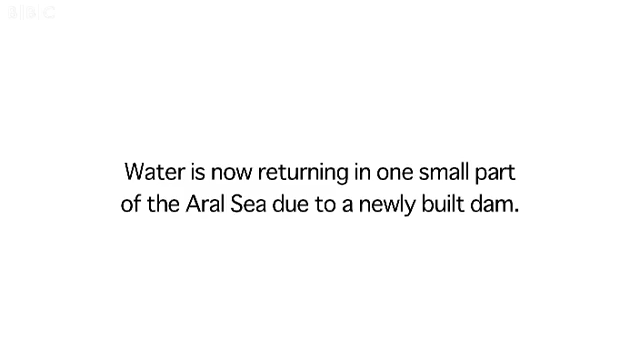 BBC
Water is now returning in one small part
of the Aral Sea due to a newly built dam.